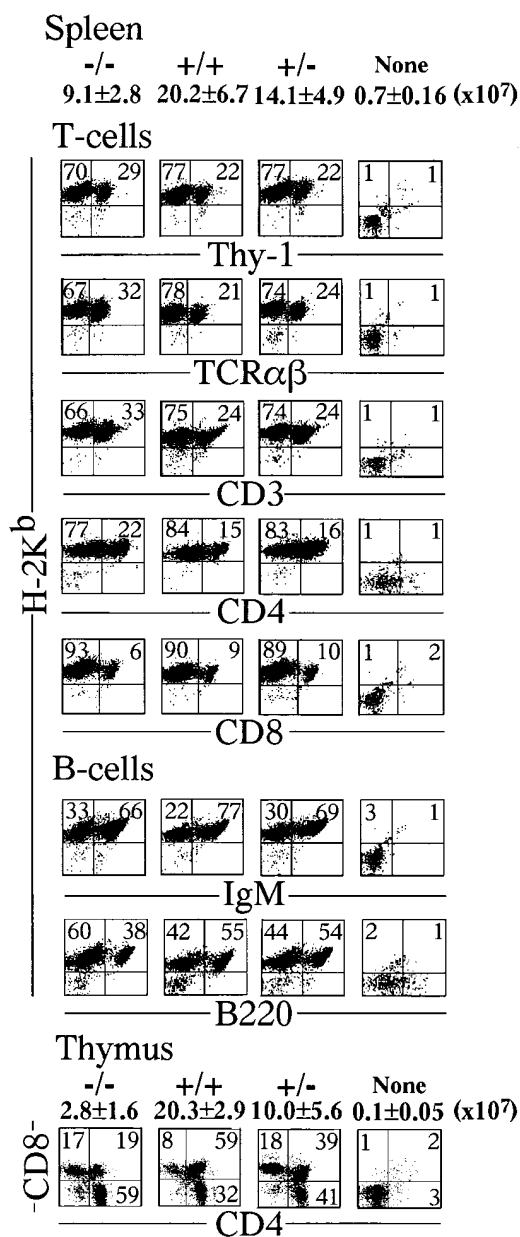 Spleen
-/- +/+ +/- None
9.1±2.8 20.2±6.7 14.1±4.9 0.7±0.16 (x10⁷)
T-cells
70 29 77 22 77 22 1 1
Thy-1
67 32 78 21 74 24 1 1
TCRαβ
66 33 75 24 74 24 1 1
CD3
H-2Kᵇ
77 22 84 15 83 16 1 1
CD4
93 6 90 9 89 10 1 2
CD8
B-cells
33 66 22 77 30 69 3 1
IgM
60 38 42 55 44 54 2 1
B220
Thymus
-/- +/+ +/- None
2.8±1.6 20.3±2.9 10.0±5.6 0.1±0.05 (x10⁷)
CD8
17 19 8 59 18 39 1 2
59 32 41 3
CD4